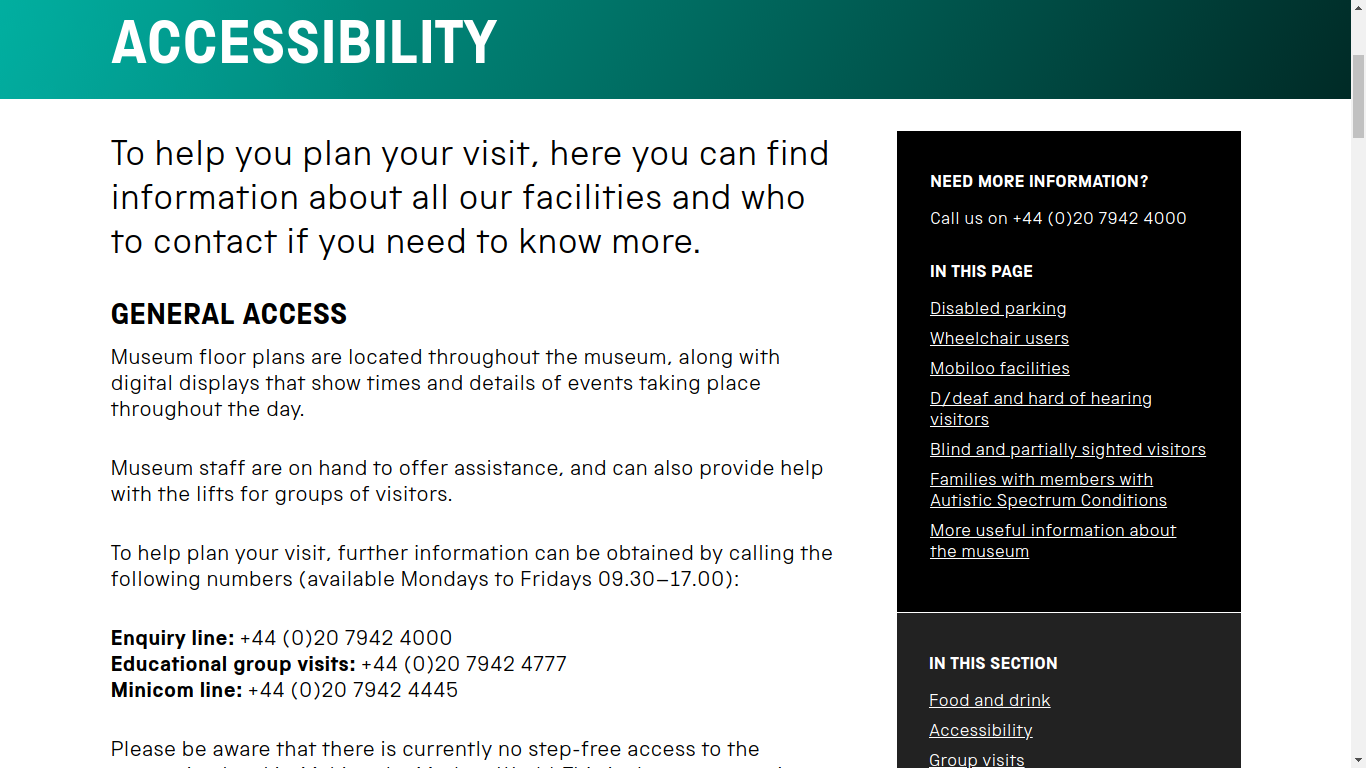 ACCESSIBILITY
To help you plan your visit, here you can find
information about all our facilities and who
to contact if you need to know more.
GENERAL ACCESS
Museum floor plans are located throughout the museum, along with
digital displays that show times and details of events taking place
throughout the day.
Museum staff are on hand to offer assistance, and can also provide help
with the lifts for groups of visitors.
To help plan your visit, further information can be obtained by calling the
following numbers (available Mondays to Fridays 09.30–17.00):
Enquiry line: +44 (0)20 7942 4000
Educational group visits: +44 (0)20 7942 4777
Minicom line: +44 (0)20 7942 4445
Please be aware that there is currently no step-free access to the
NEED MORE INFORMATION?
Call us on +44 (0)20 7942 4000
IN THIS PAGE
Disabled parking
Wheelchair users
Mobiloo facilities
D/deaf and hard of hearing
visitors
Blind and partially sighted visitors
Families with members with
Autistic Spectrum Conditions
More useful information about
the museum
IN THIS SECTION
Food and drink
Accessibility
Group visits